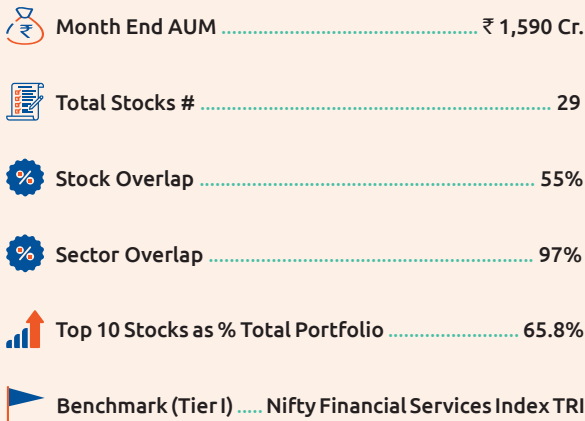 Month End AUM ........................................ ₹ 1,590 Cr.
Total Stocks # ........................................ 29
Stock Overlap ........................................ 55%
Sector Overlap ........................................ 97%
Top 10 Stocks as % Total Portfolio .................... 65.8%
Benchmark (Tier I) ..... Nifty Financial Services Index TRI